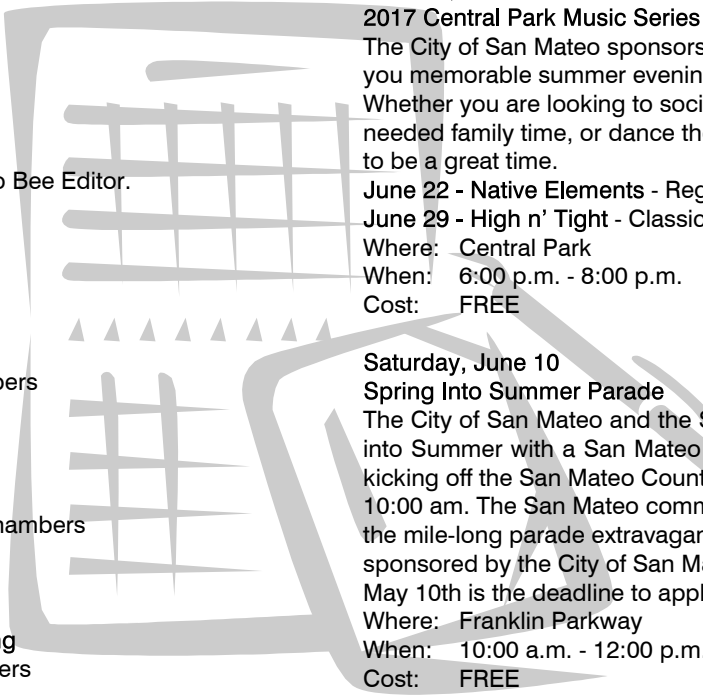 Bee Editor.
bers
ambers
ers
2017 Central Park Music Series
The City of San Mateo sponsors
you memorable summer evenin
Whether you are looking to soci
needed family time, or dance the
to be a great time.
June 22 - Native Elements - Reg
June 29 - High n' Tight - Classic
Where: Central Park
When: 6:00 p.m. - 8:00 p.m.
Cost: FREE
Saturday, June 10
Spring Into Summer Parade
The City of San Mateo and the S
into Summer with a San Mateo
kicking off the San Mateo Count
10:00 am. The San Mateo comm
the mile-long parade extravagan
sponsored by the City of San Ma
May 10th is the deadline to appl
Where: Franklin Parkway
When: 10:00 a.m. - 12:00 p.m.
Cost: FREE